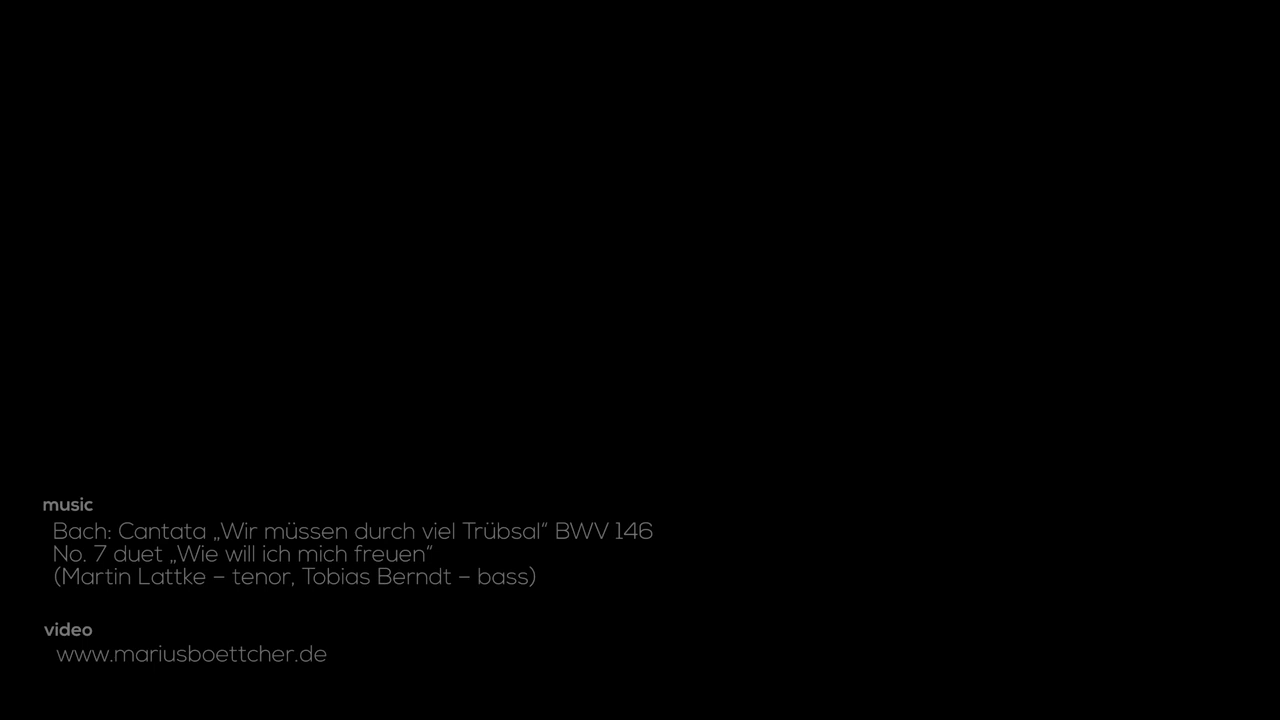 music
Bach: Cantata „Wir müssen durch viel Trübsal“ BWV 146
No. 7 duet „Wie will ich mich freuen“
(Martin Lattke – tenor, Tobias Berndt – bass)
video
www.mariusboettcher.de